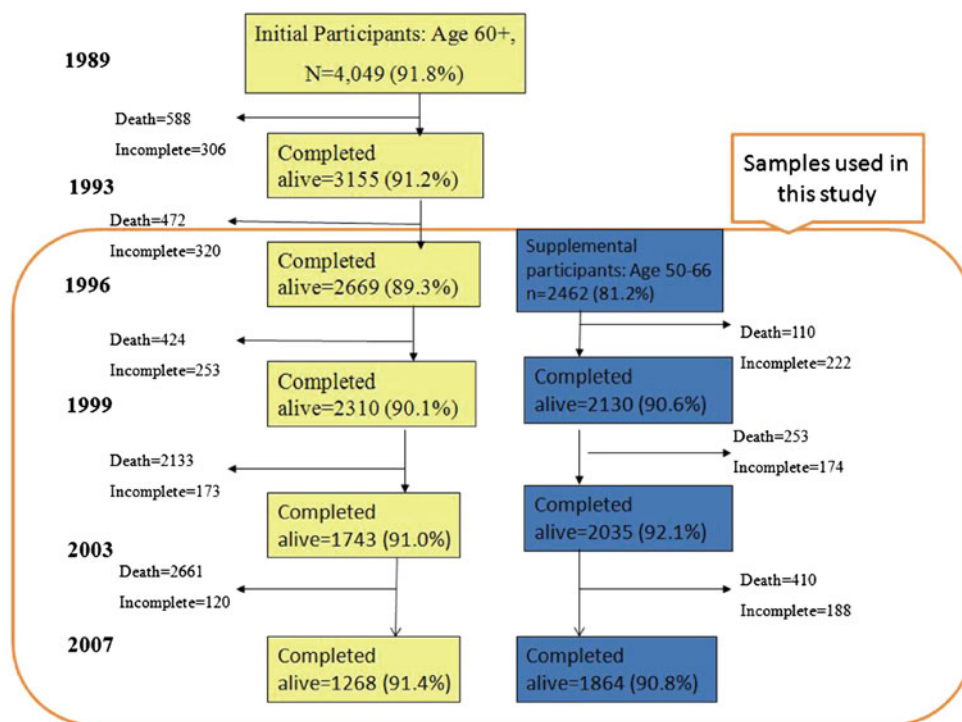 1989
Initial Participants: Age 60+,
N=4,049 (91.8%)
Death=588
Incomplete=306
Completed
alive=3155 (91.2%)
Samples used in
this study
1993
Death=472
Incomplete=320
Completed
alive=2669 (89.3%)
Supplemental
participants: Age 50-66
n=2462 (81.2%)
1996
Death=424
Incomplete=253
Death=110
Incomplete=222
Completed
alive=2310 (90.1%)
Completed
alive=2130 (90.6%)
1999
Death=2133
Incomplete=173
Death=253
Incomplete=174
Completed
alive=1743 (91.0%)
Completed
alive=2035 (92.1%)
2003
Death=2661
Incomplete=120
Death=410
Incomplete=188
2007
Completed
alive=1268 (91.4%)
Completed
alive=1864 (90.8%)